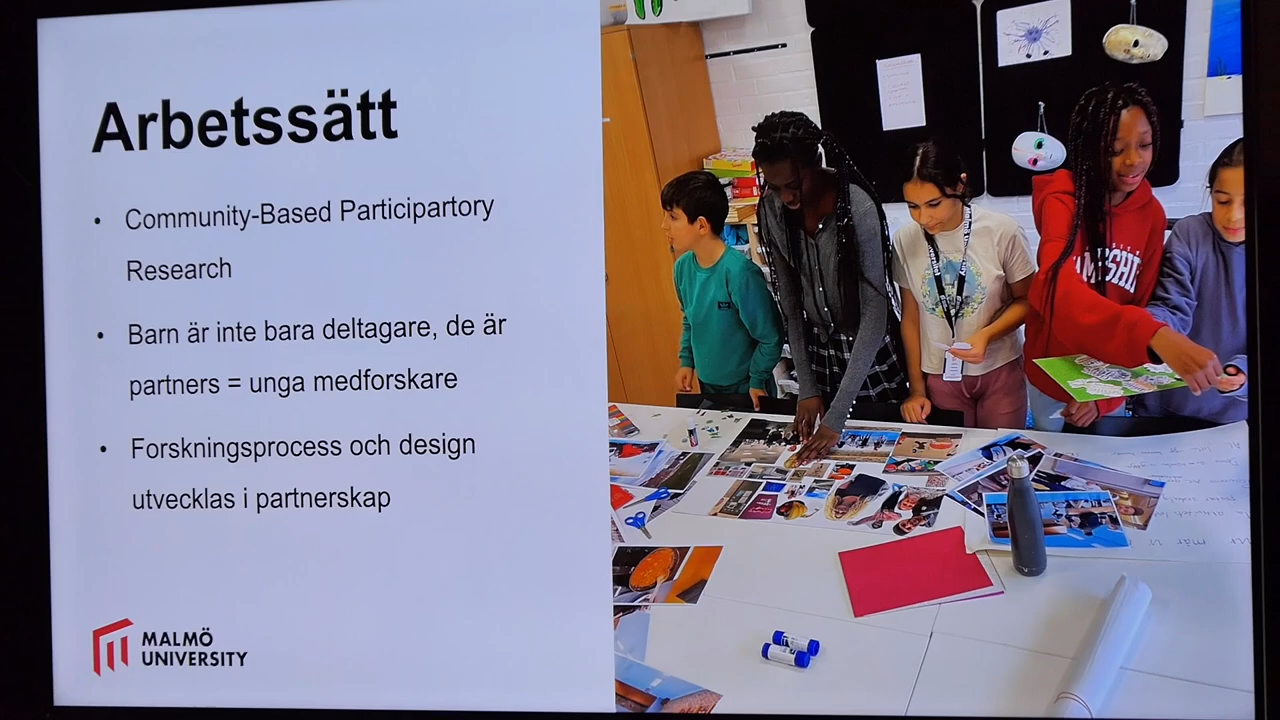 Arbetssätt
• Community-Based Participartory
Research
• Barn är inte bara deltagare, de är
partners = unga medforskare
• Forskningsprocess och design
utvecklas i partnerskap
MALMÖ
UNIVERSITY